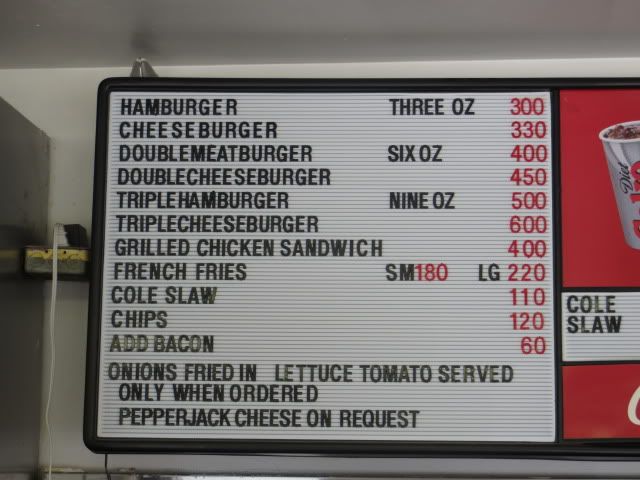 HAMBURGER THREE OZ 300
CHEESEBURGER 330
DOUBLEMEATBURGER SIX OZ 400
DOUBLECHEESEBURGER 450
TRIPLEHAMBURGER NINE OZ 500
TRIPLECHEESEBURGER 600
GRILLED CHICKEN SANDWICH 400
FRENCH FRIES SM180 LG 220
COLE SLAW 110
CHIPS 120
ADD BACON 60
ONIONS FRIED IN LETTUCE TOMATO SERVED
ONLY WHEN ORDERED
PEPPERJACK CHEESE ON REQUEST
Diet
COLE
SLAW